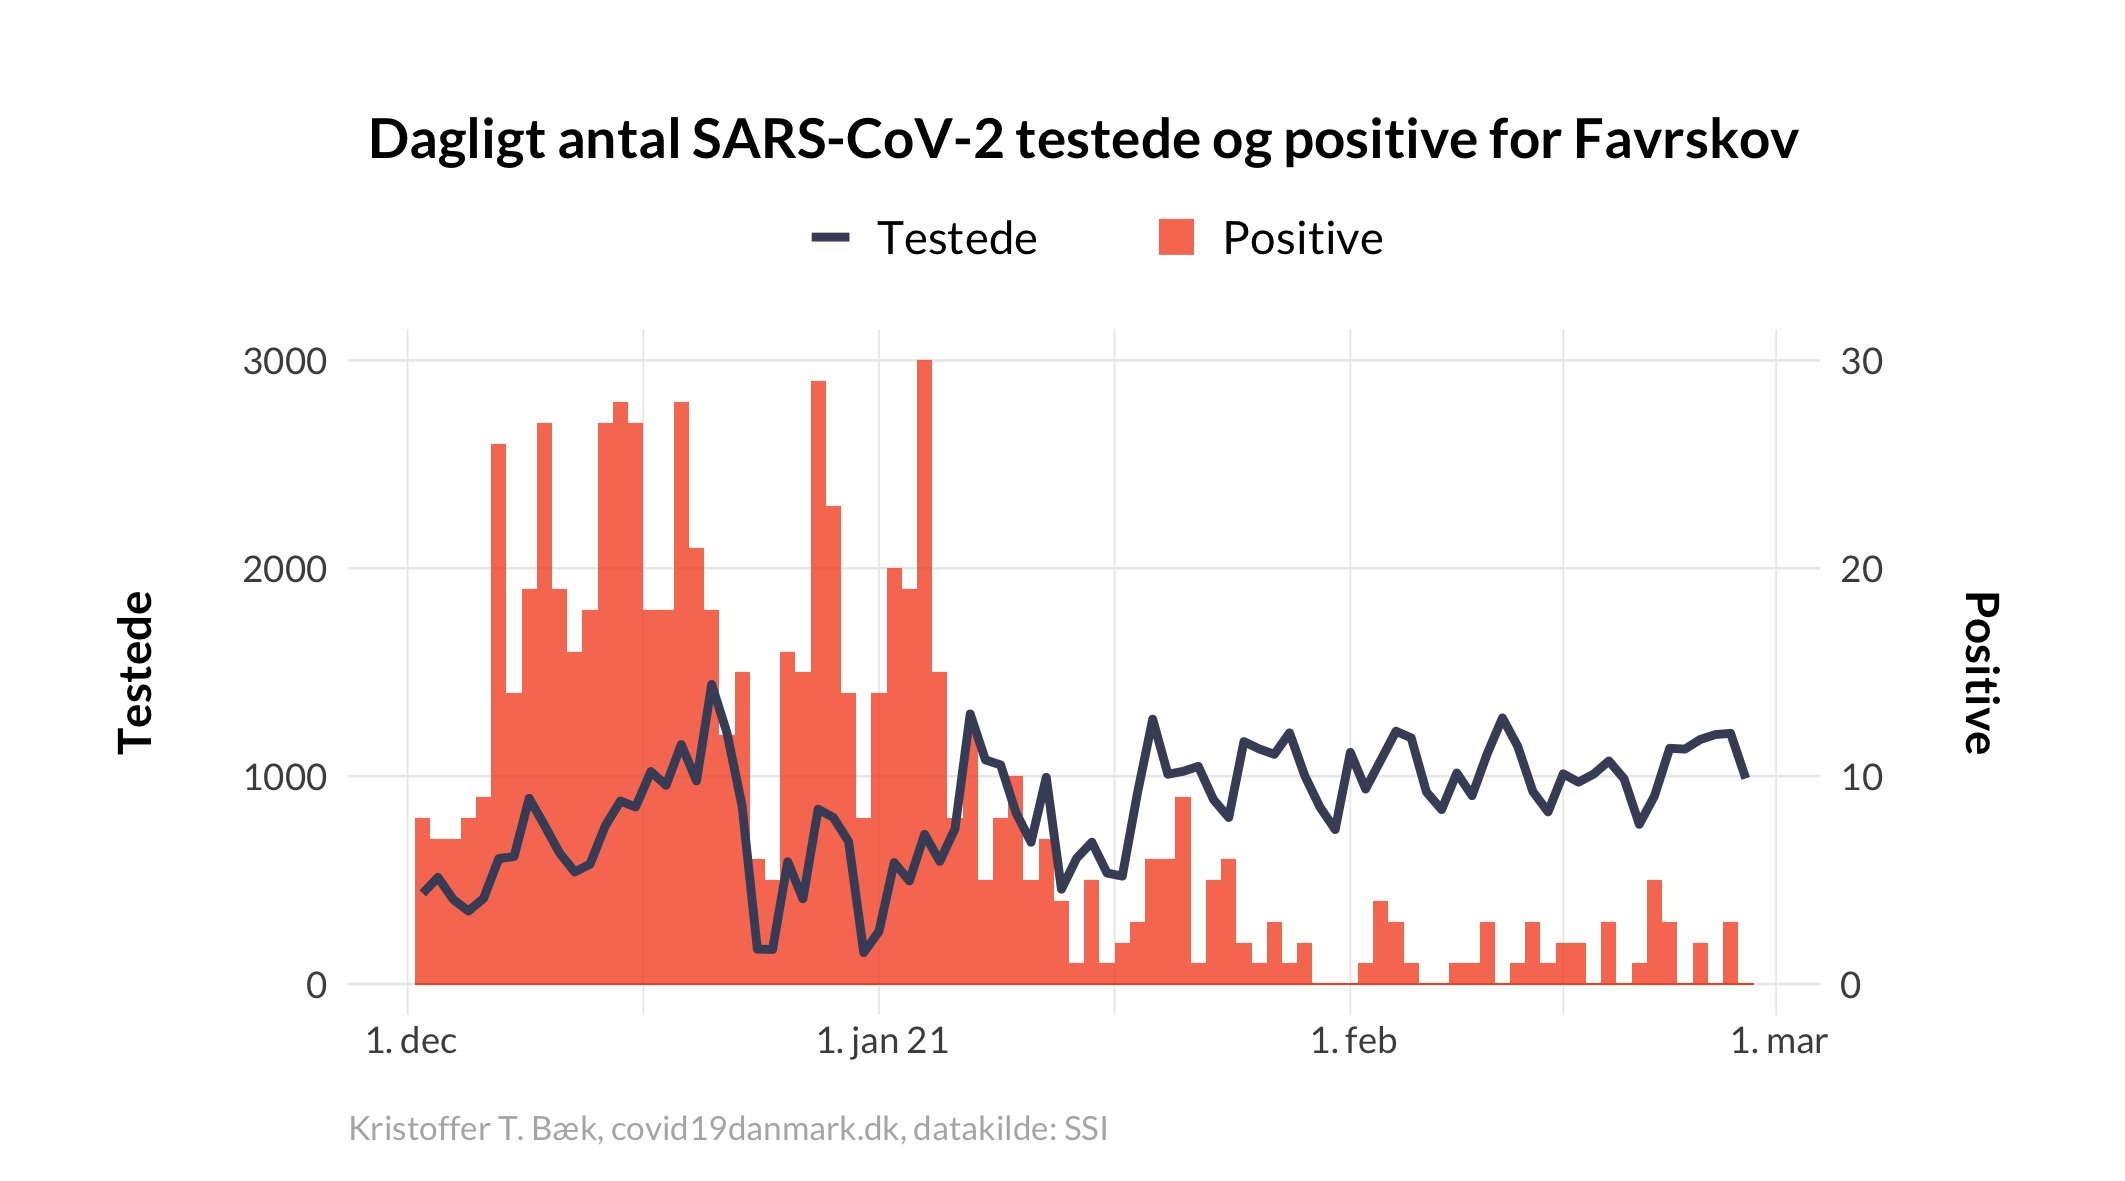 Dagligt antal SARS-CoV-2 testede og positive for Favrskov
Testede
Positive
3000
30
2000
20
1000
10
0
0
Testede
Positive
1. dec
1. jan 21
1. feb
1. mar
Kristoffer T. Bæk, covid19danmark.dk, datakilde: SSI